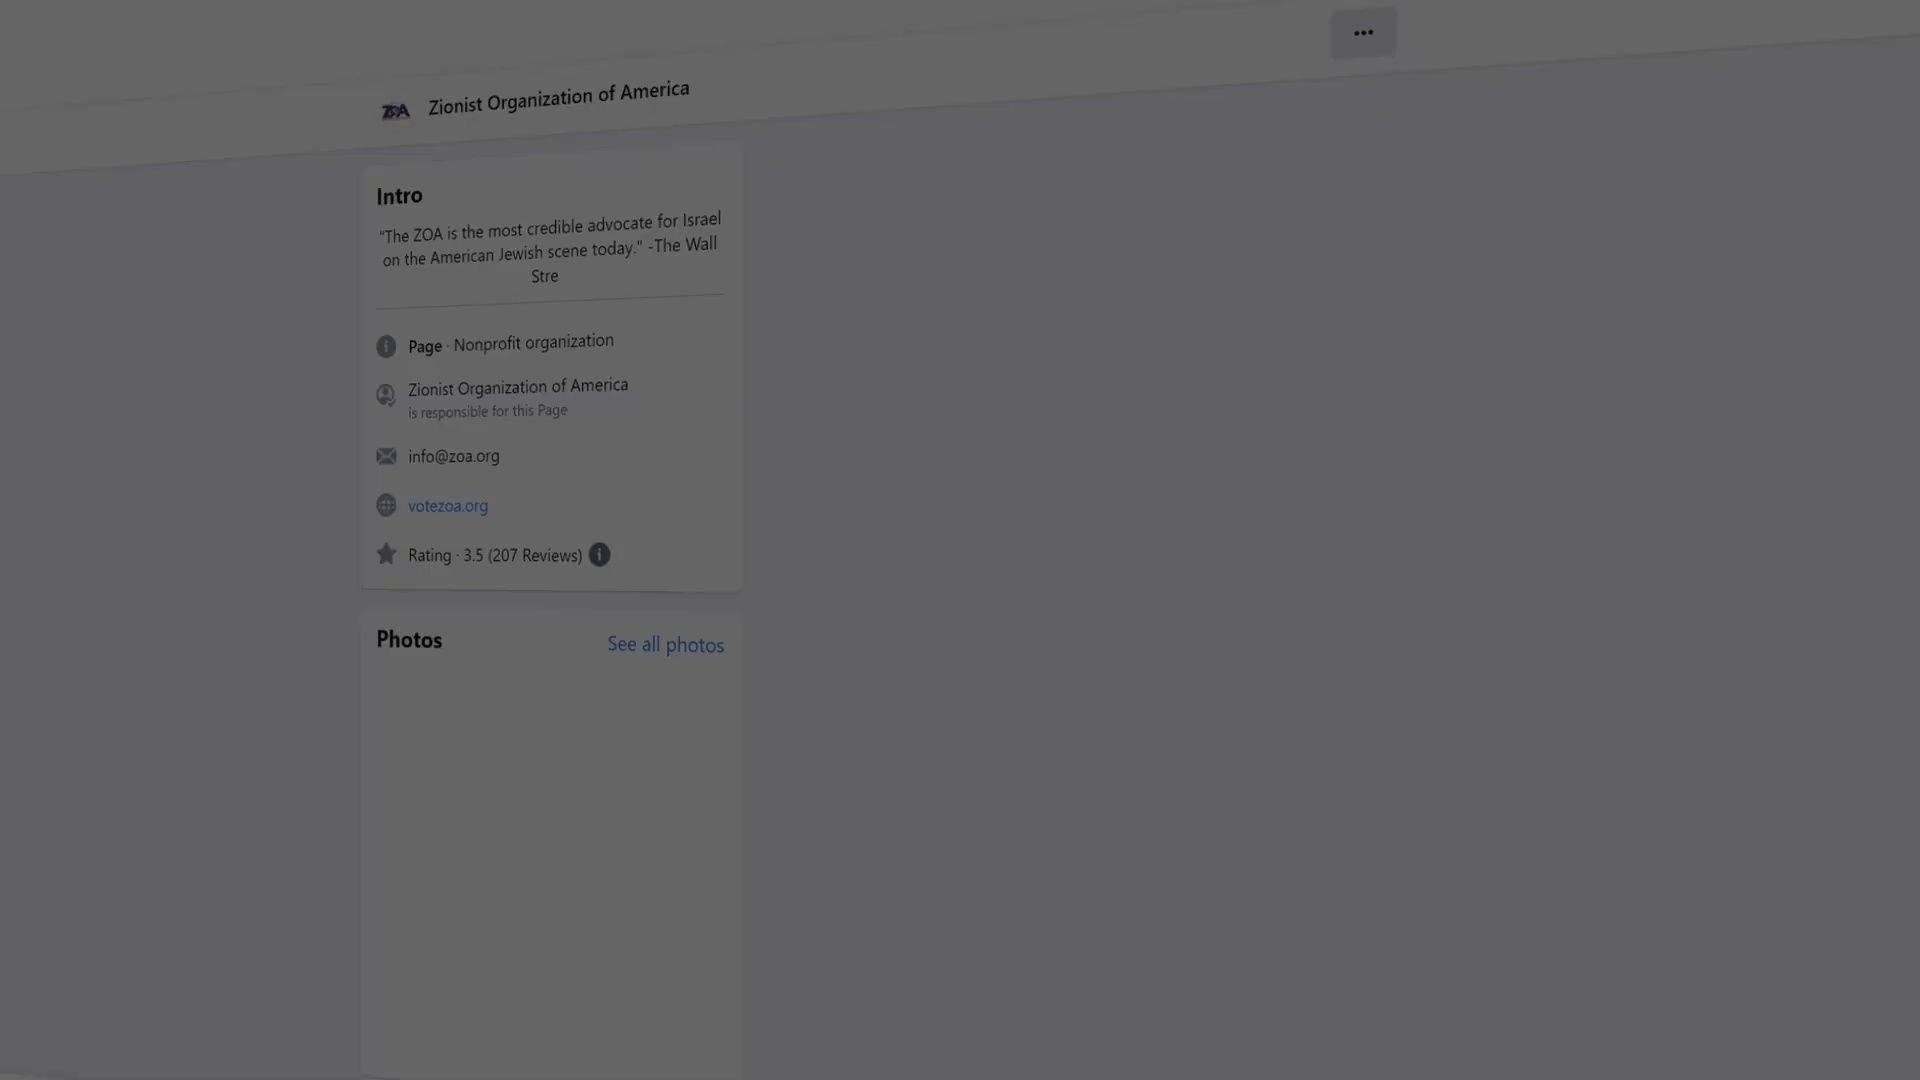 ZOA
Zionist Organization of America
Intro
"The ZOA is the most credible advocate for Israel
on the American Jewish scene today." -The Wall
Stre
Page · Nonprofit organization
Zionist Organization of America
is responsible for this Page
info@zoa.org
votezoa.org
Rating · 3.5 (207 Reviews)
Photos
See all photos